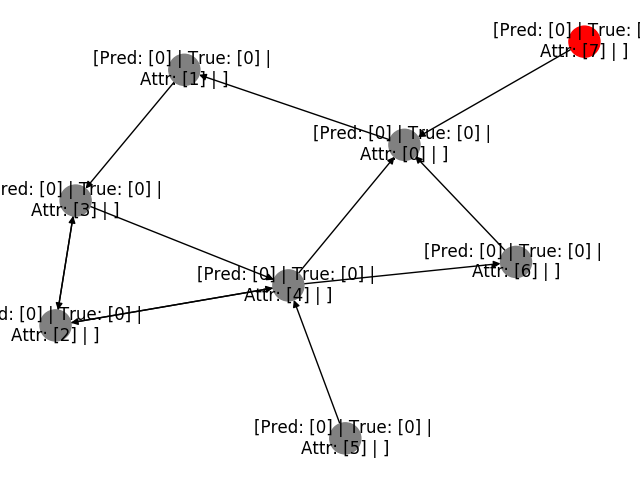 [Pred: [0] | True: [
Attr: [7] | ]
[Pred: [0] | True: [0] |
Attr: [1] | ]
[Pred: [0] | True: [0] |
Attr: [0] | ]
red: [0] | True: [0] |
Attr: [3] | ]
[Pred: [0] | True: [0] |
Attr: [6] | ]
[Pred: [0] | True: [0] |
Attr: [4] | ]
d: [0] | True: [0] |
Attr: [2] | ]
[Pred: [0] | True: [0] |
Attr: [5] | ]